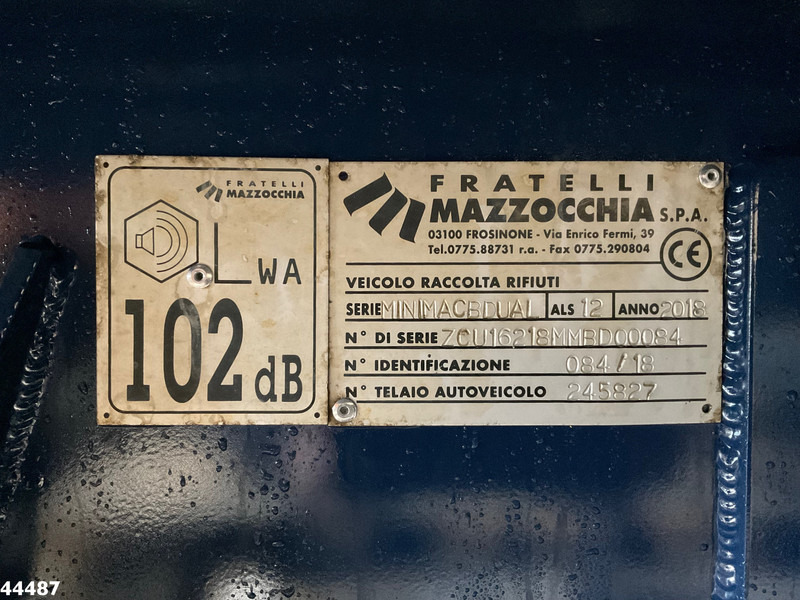 FRATELLI
MAZZOCCHIA
LWA
102 dB
FRATELLI
MAZZOCCHIA S.P.A.
03100 FROSINONE - Via Enrico Fermi, 39
Tel.0775.88731 r.a. - Fax 0775.290804
CE
VEICOLO RACCOLTA RIFIUTI
SERIE MINIMACBDUAL ALS 12 ANNO 2018
N° DI SERIE ZCU16218MMBD00084
N° IDENTIFICAZIONE 084/18
N° TELAIO AUTOVEICOLO 245827
44487